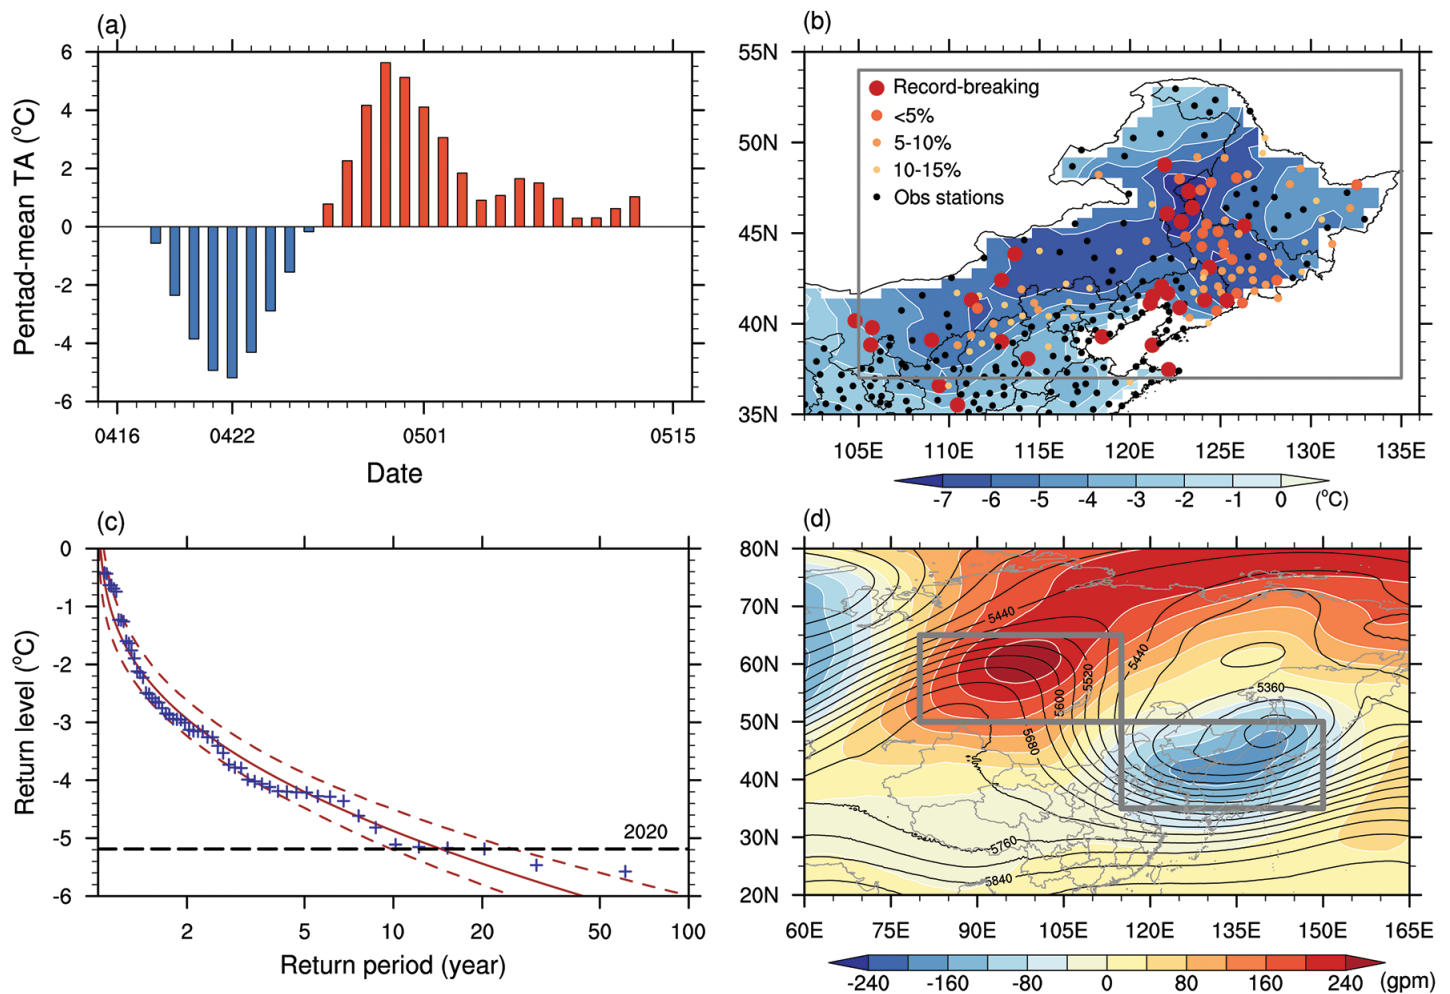 (a)
6
4
2
0
-2
-4
-6
Pentad-mean TA (°C)
0416 0422 0501 0515
Date
(b)
55N
50N
45N
40N
35N
Record-breaking
<5%
5-10%
10-15%
Obs stations
105E 110E 115E 120E 125E 130E 135E
-7 -6 -5 -4 -3 -2 -1 0 (°C)
(c)
0
-1
-2
-3
-4
-5
-6
Return level (°C)
2020
2 5 10 20 50 100
Return period (year)
(d)
80N
70N
60N
50N
40N
30N
20N
5440
5440
5520
5600
5680
5360
5760
5840
60E 75E 90E 105E 120E 135E 150E 165E
-240 -160 -80 0 80 160 240 (gpm)